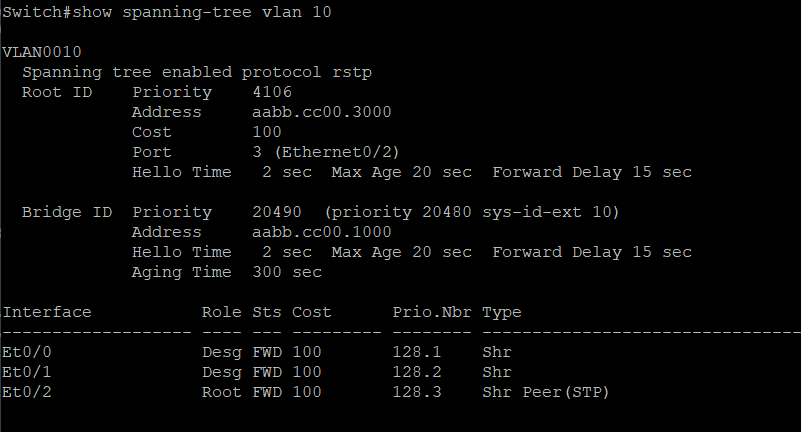 Switch#show spanning-tree vlan 10
VLAN0010
  Spanning tree enabled protocol rstp
  Root ID    Priority    4106
             Address     aabb.cc00.3000
             Cost        100
             Port        3 (Ethernet0/2)
             Hello Time   2 sec  Max Age 20 sec  Forward Delay 15 sec
  Bridge ID  Priority    20490  (priority 20480 sys-id-ext 10)
             Address     aabb.cc00.1000
             Hello Time   2 sec  Max Age 20 sec  Forward Delay 15 sec
             Aging Time  300 sec
Interface           Role Sts Cost      Prio.Nbr Type
------------------- ---- --- --------- -------- --------------------------------
Et0/0               Desg FWD 100       128.1    Shr
Et0/1               Desg FWD 100       128.2    Shr
Et0/2               Root FWD 100       128.3    Shr Peer(STP)